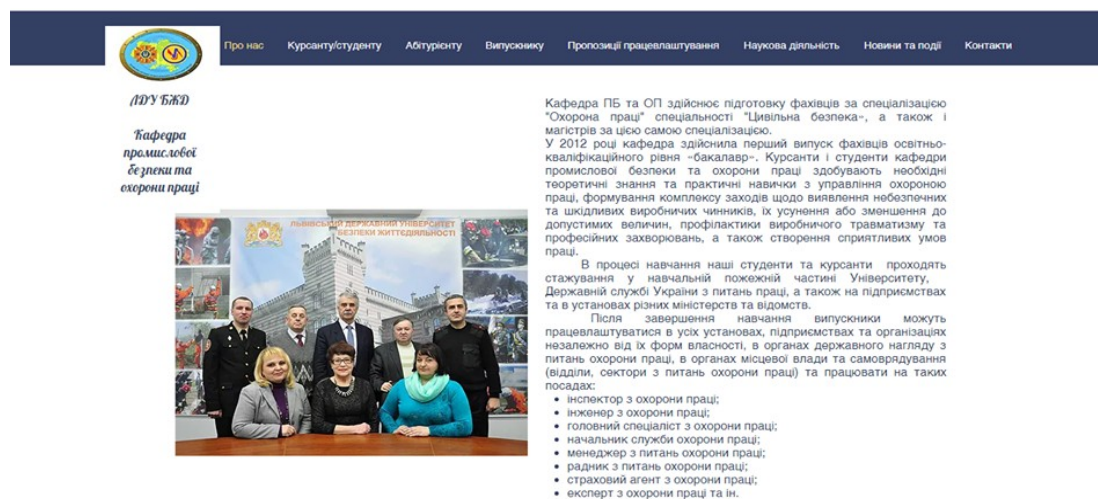 Про нас Курсанту/студенту Абітурієнту Випускнику Пропозиції працевлаштування Наукова діяльність Новини та події Контакти
ЛДУ БЖД
Кафедра
промислової
безпеки та
охорони праці
ЛЬВІВСЬКИЙ ДЕРЖАВНИЙ УНІВЕРСИТЕТ
БЕЗПЕКИ ЖИТТЄДІЯЛЬНОСТІ
Кафедра ПБ та ОП здійснює підготовку фахівців за спеціалізацією
"Охорона праці" спеціальності "Цивільна безпека», а також і
магістрів за цією самою спеціалізацією.
У 2012 році кафедра здійснила перший випуск фахівців освітньо-
кваліфікаційного рівня «бакалавр». Курсанти і студенти кафедри
промислової безпеки та охорони праці здобувають необхідні
теоретичні знання та практичні навички з управління охороною
праці, формування комплексу заходів щодо виявлення небезпечних
та шкідливих виробничих чинників, їх усунення або зменшення до
допустимих величин, профілактики виробничого травматизму та
професійних захворювань, а також створення сприятливих умов
праці.
В процесі навчання наші студенти та курсанти проходять
стажування у навчальній пожежній частині Університету,
Державній службі України з питань праці, а також на підприємствах
та в установах різних міністерств та відомств.
Після завершення навчання випускники можуть
працевлаштуватися в усіх установах, підприємствах та організаціях
незалежно від їх форм власності, в органах державного нагляду з
питань охорони праці, в органах місцевої влади та самоврядування
(відділи, сектори з питань охорони праці) та працювати на таких
посадах:
• інспектор з охорони праці;
• інженер з охорони праці;
• головний спеціаліст з охорони праці;
• начальник служби охорони праці;
• менеджер з питань охорони праці;
• радник з питань охорони праці;
• страховий агент з охорони праці;
• експерт з охорони праці та ін.